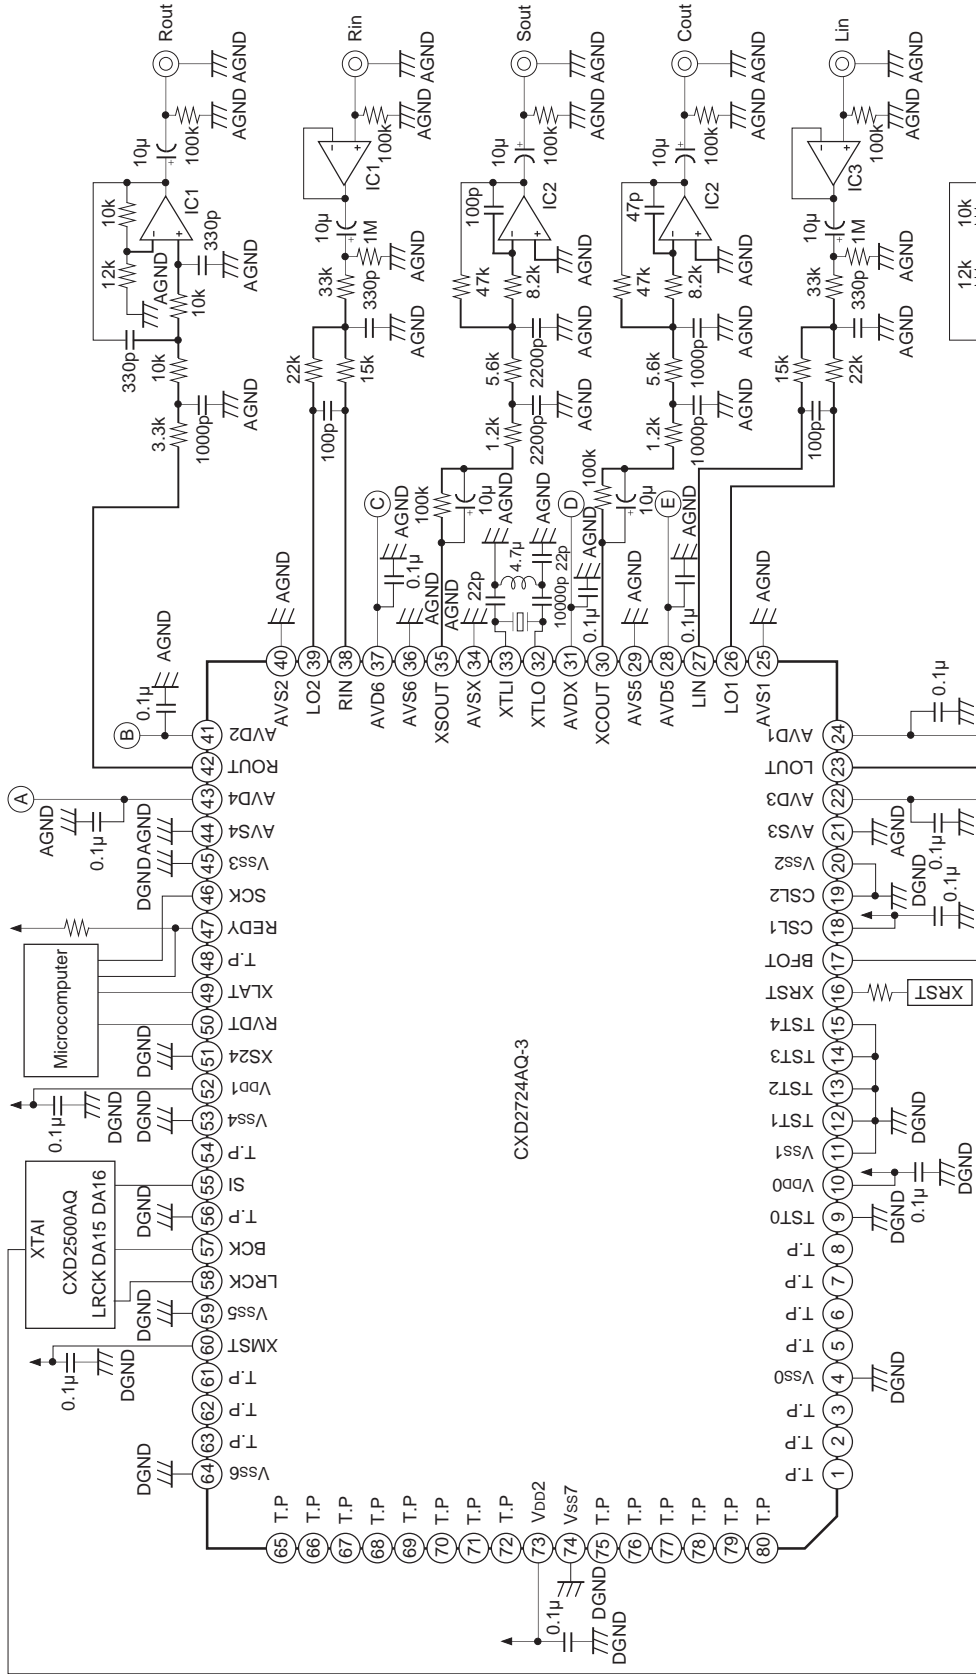 Rout
AGND
AGND
10µ
100k
10k
IC1
12k
330p
AGND
AGND
10k
330p
10k
AGND
1000p
3.3k
Rin
AGND
AGND
100k
IC1
10µ
1M
AGND
33k
330p
AGND
22k
15k
100p
Sout
AGND
AGND
10µ
100k
100p
IC2
47k
8.2k
AGND
AGND
5.6k
2200p
AGND
1.2k
2200p
Cout
AGND
AGND
10µ
100k
47p
IC2
47k
8.2k
AGND
AGND
5.6k
1000p
AGND
1.2k
1000p
Lin
AGND
AGND
100k
IC3
10µ
1M
AGND
33k
330p
AGND
15k
22k
100p
10k
12k
AGND
0.1µ
B
AGND
C
AGND
0.1µ
AGND
100k
10µ
AGND
AGND
22p
4.7µ
AGND
10000p
22p
D
AGND
0.1µ
100k
10µ
AGND
E
AGND
0.1µ
AGND
40 AVS2
39 LO2
38 RIN
37 AVD6
36 AVS6
35 XSOUT
34 AVSX
33 XTLI
32 XTLO
31 AVDX
30 XCOUT
29 AVS5
28 AVD5
27 LIN
26 LO1
25 AVS1
A
AGND
0.1µ
AGND
DGND
Microcomputer
DGND
0.1µ
DGND
DGND
XTAI
CXD2500AQ
LRCK DA15 DA16
DGND
DGND
0.1µ
DGND
DGND
41 AVD2
42 ROUT
43 AVD4
44 AVS4
45 VSS3
46 SCK
47 REDY
48 T.P
49 XLAT
50 RVDT
51 XS24
52 VDD1
53 VSS4
54 T.P
55 SI
56 T.P
57 BCK
58 LRCK
59 VSS5
60 XMST
61 T.P
62 T.P
63 T.P
64 VSS6
CXD2724AQ-3
24 AVD1
23 LOUT
22 AVD3
21 AVS3
20 VSS2
19 CSL2
18 CSL1
17 BFOT
16 XRST
15 TST4
14 TST3
13 TST2
12 TST1
11 VSS1
10 VDD0
9 TST0
8 T.P
7 T.P
6 T.P
5 T.P
4 VSS0
3 T.P
2 T.P
1 T.P
0.1µ
AGND
0.1µ
DGND
0.1µ
XRST
DGND
DGND
0.1µ
DGND
DGND
65 T.P
66 T.P
67 T.P
68 T.P
69 T.P
70 T.P
71 T.P
72 T.P
73 VDD2
74 VSS7
75 T.P
76 T.P
77 T.P
78 T.P
79 T.P
80 T.P
0.1µ
DGND
DGND